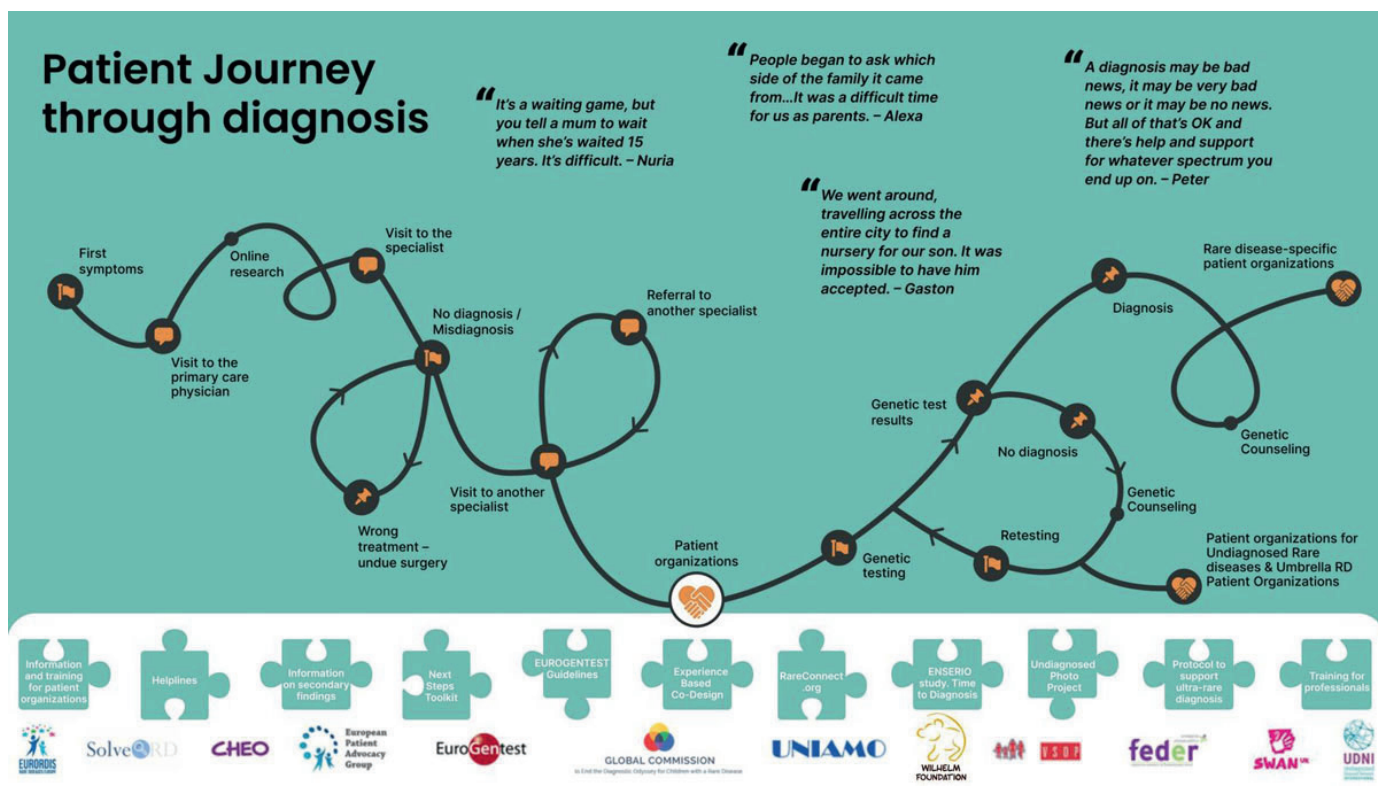 Patient Journey
through diagnosis
“It’s a waiting game, but
you tell a mum to wait
when she’s waited 15
years. It’s difficult. – Nuria
“People began to ask which
side of the family it came
from...It was a difficult time
for us as parents. – Alexa
“A diagnosis may be bad
news, it may be very bad
news or it may be no news.
But all of that’s OK and
there’s help and support
for whatever spectrum you
end up on. – Peter
“We went around,
travelling across the
entire city to find a
nursery for our son. It was
impossible to have him
accepted. – Gaston
First
symptoms
Visit to the
primary care
physician
Online
research
Visit to the
specialist
No diagnosis /
Misdiagnosis
Wrong
treatment –
undue surgery
Visit to another
specialist
Referral to
another specialist
Patient
organizations
Genetic
testing
Genetic test
results
Diagnosis
Genetic
Counseling
Rare disease-specific
patient organizations
No diagnosis
Genetic
Counseling
Retesting
Patient organizations for
Undiagnosed Rare
diseases & Umbrella RD
Patient Organizations
Information
and training
for patient
organizations
Helplines
Information
on secondary
findings
Next
Steps
Toolkit
EUROGENTEST
Guidelines
Experience
Based
Co-Design
RareConnect
.org
ENSERIO
study. Time
to Diagnosis
Undiagnosed
Photo
Project
Protocol to
support
ultra-rare
diagnosis
Training for
professionals
EURORDIS
RARE DISEASES EUROPE
Solve RD
CHEO
European
Patient
Advocacy
Group
EuroGentest
GLOBAL COMMISSION
to End the Diagnostic Odyssey for Children with a Rare Disease
UNIAMO
WILHELM
FOUNDATION
VSOP
feder
SWAN UK
UDNI